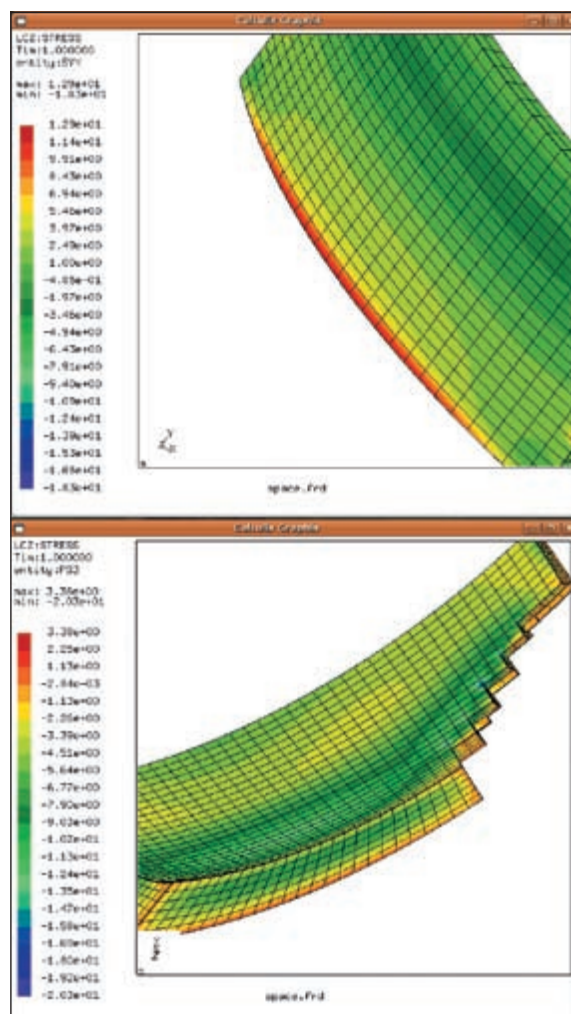 Calculix Graphix
LC2:STRESS
Tim:1.000000
entity:SYY
max: 1.29e+01
min: -1.83e+01
1.29e+01
1.14e+01
9.91e+00
8.43e+00
6.94e+00
5.46e+00
3.97e+00
2.49e+00
1.00e+00
-4.85e-01
-1.97e+00
-3.46e+00
-4.94e+00
-6.43e+00
-7.91e+00
-9.40e+00
-1.09e+01
-1.24e+01
-1.39e+01
-1.53e+01
-1.68e+01
-1.83e+01
space.frd
Calculix Graphix
LC2:STRESS
Tim:1.000000
entity:PS3
max: 3.38e+00
min: -2.03e+01
3.38e+00
2.25e+00
1.13e+00
-2.84e-03
-1.13e+00
-2.26e+00
-3.39e+00
-4.51e+00
-5.64e+00
-6.77e+00
-7.90e+00
-9.03e+00
-1.02e+01
-1.13e+01
-1.24e+01
-1.35e+01
-1.47e+01
-1.58e+01
-1.69e+01
-1.80e+01
-1.92e+01
-2.03e+01
space.frd